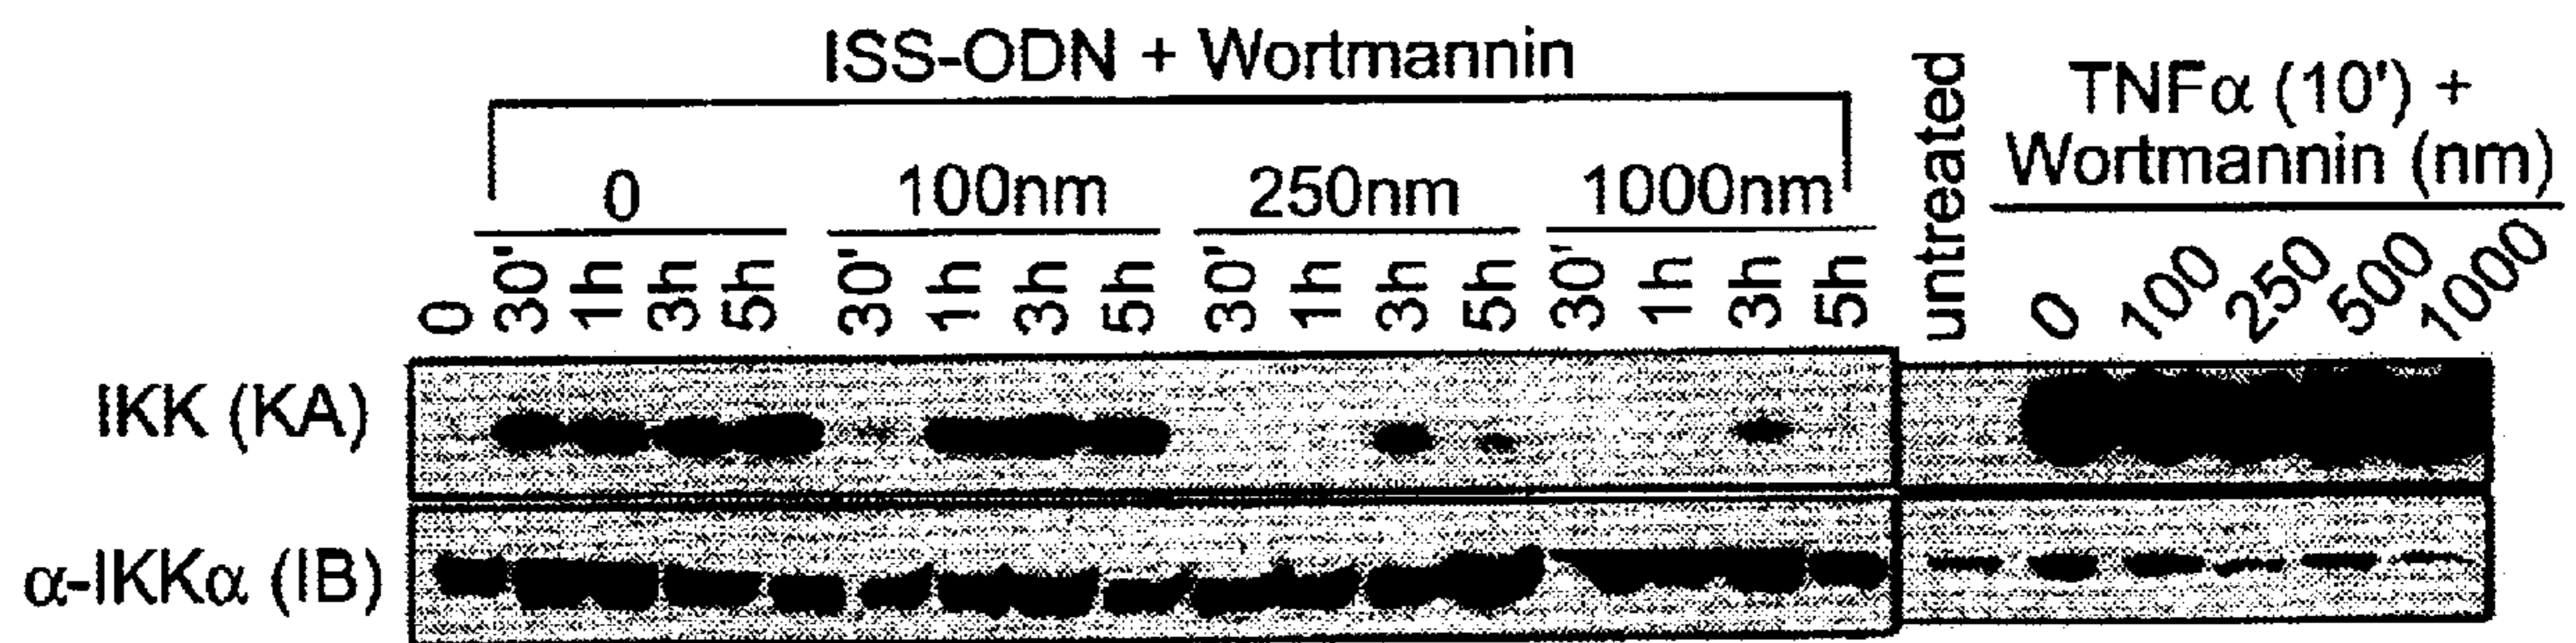 ISS-ODN + Wortmannin
0 100nm 250nm 1000nm
0 30' 1h 3h 5h 30' 1h 3h 5h 30' 1h 3h 5h 30' 1h 3h 5h
untreated
TNFα (10') +
Wortmannin (nm)
0 100 250 500 1000
IKK (KA)
α-IKKα (IB)